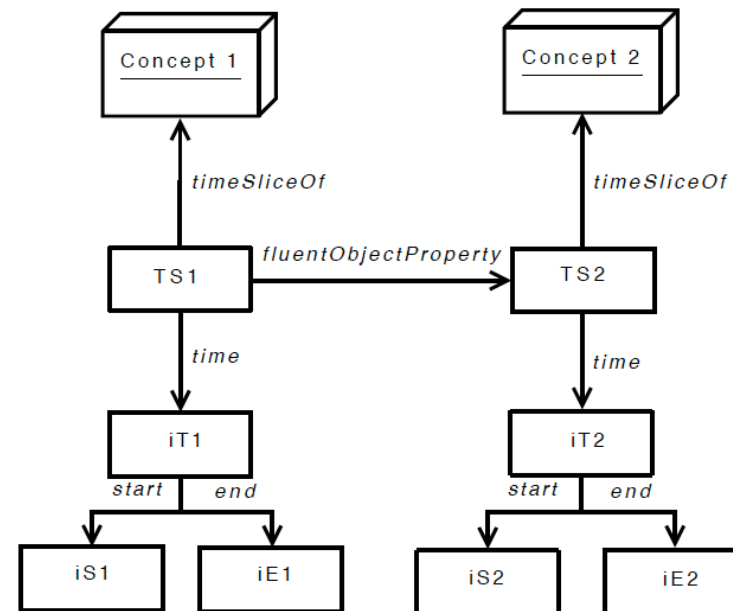 Concept 1
Concept 2
timeSliceOf
timeSliceOf
fluentObjectProperty
TS1
TS2
time
time
iT1
iT2
start
end
start
end
iS1
iE1
iS2
iE2